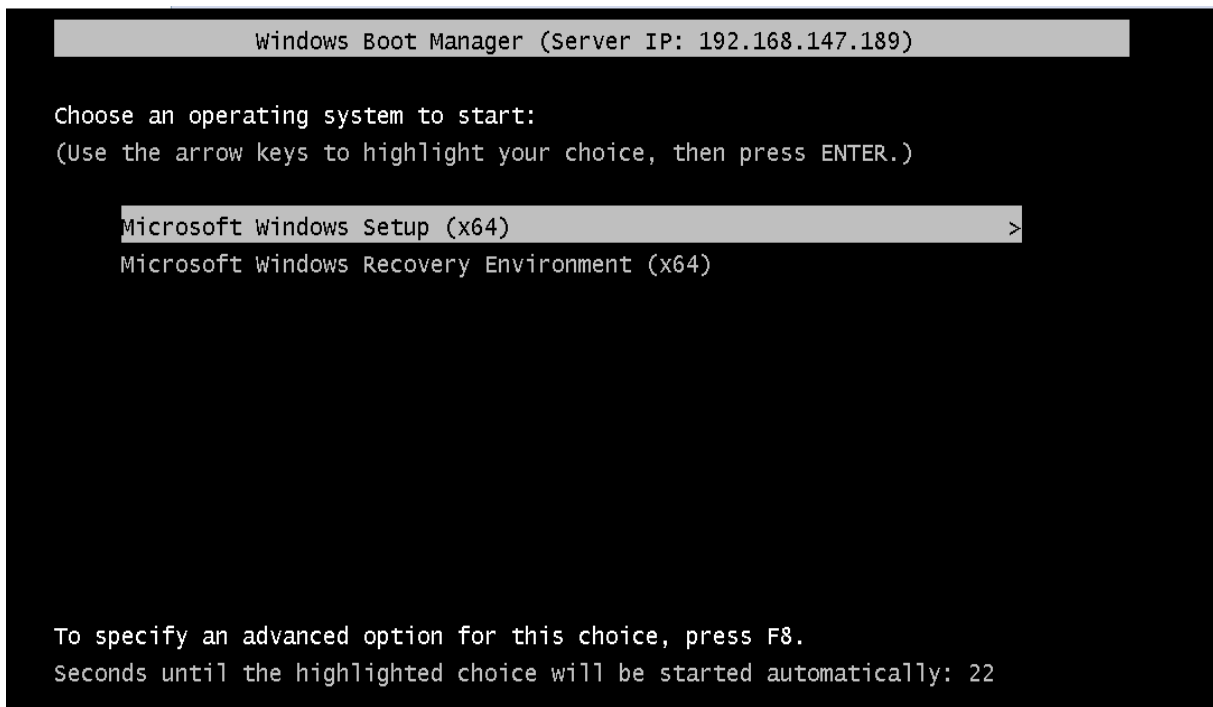 Windows Boot Manager (Server IP: 192.168.147.189)
Choose an operating system to start:
(Use the arrow keys to highlight your choice, then press ENTER.)
Microsoft Windows Setup (x64) >
Microsoft Windows Recovery Environment (x64)
To specify an advanced option for this choice, press F8.
Seconds until the highlighted choice will be started automatically: 22